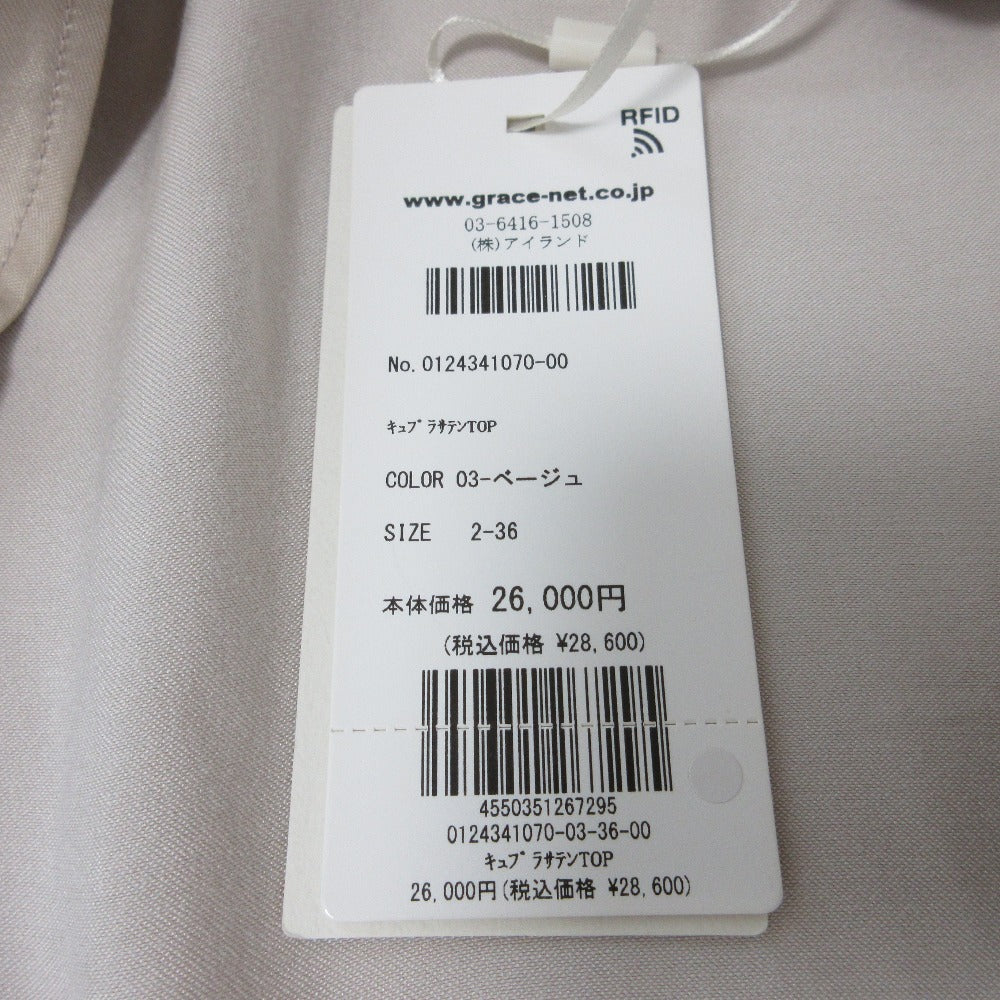 RFID
www.grace-net.co.jp
03-6416-1508
(株)アイランド
No. 0124341070-00
ｷｭﾌﾟﾗｻﾃﾝTOP
COLOR 03-ベージュ
SIZE 2-36
本体価格 26,000円
(税込価格 ¥28,600)
4550351267295
0124341070-03-36-00
ｷｭﾌﾟﾗｻﾃﾝTOP
26,000円(税込価格 ¥28,600)